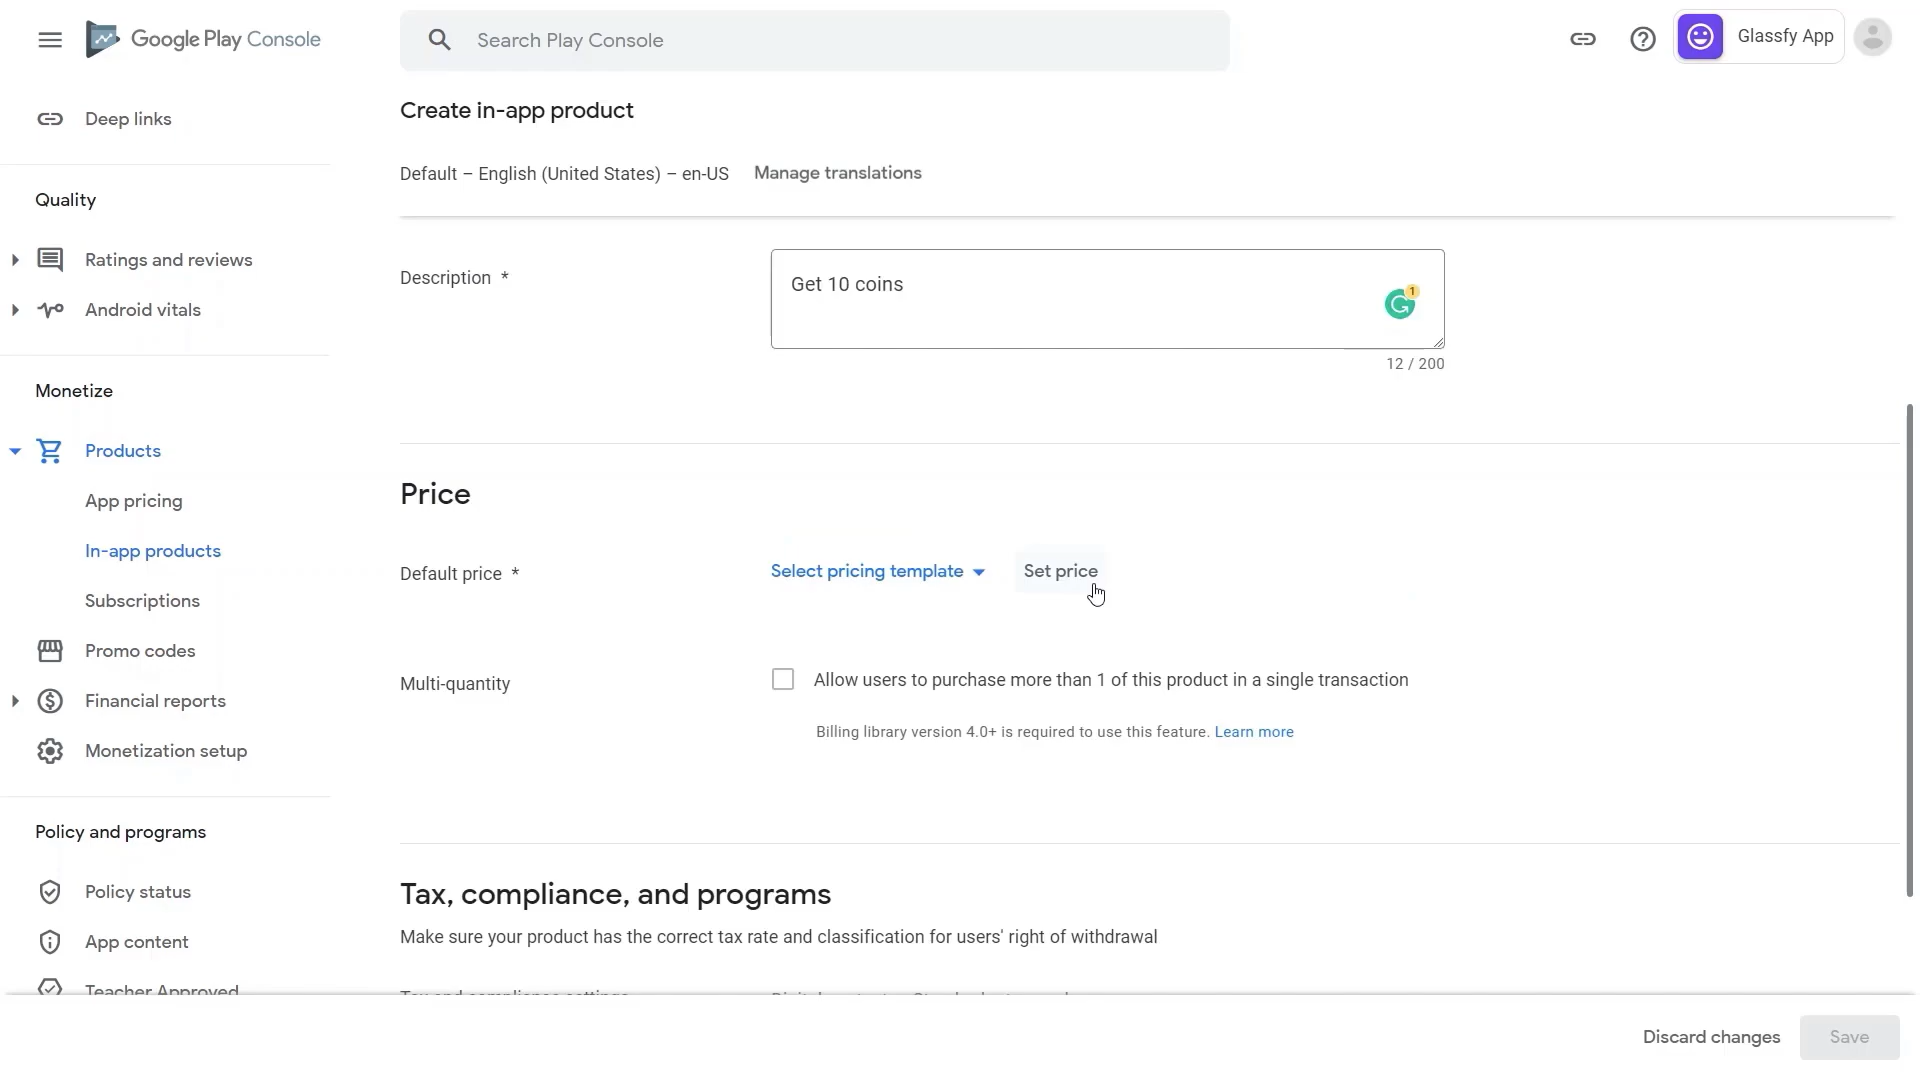 Google Play Console
Search Play Console
Glassfy App
Deep links
Quality
Ratings and reviews
Android vitals
Monetize
Products
App pricing
In-app products
Subscriptions
Promo codes
Financial reports
Monetization setup
Policy and programs
Policy status
App content
Teacher Approved
Create in-app product
Default – English (United States) – en-US Manage translations
Description *
Get 10 coins
1
12 / 200
Price
Default price *
Select pricing template
Set price
Multi-quantity
Allow users to purchase more than 1 of this product in a single transaction
Billing library version 4.0+ is required to use this feature. Learn more
Tax, compliance, and programs
Make sure your product has the correct tax rate and classification for users' right of withdrawal
Tax and compliance settings
Discard changes
Save